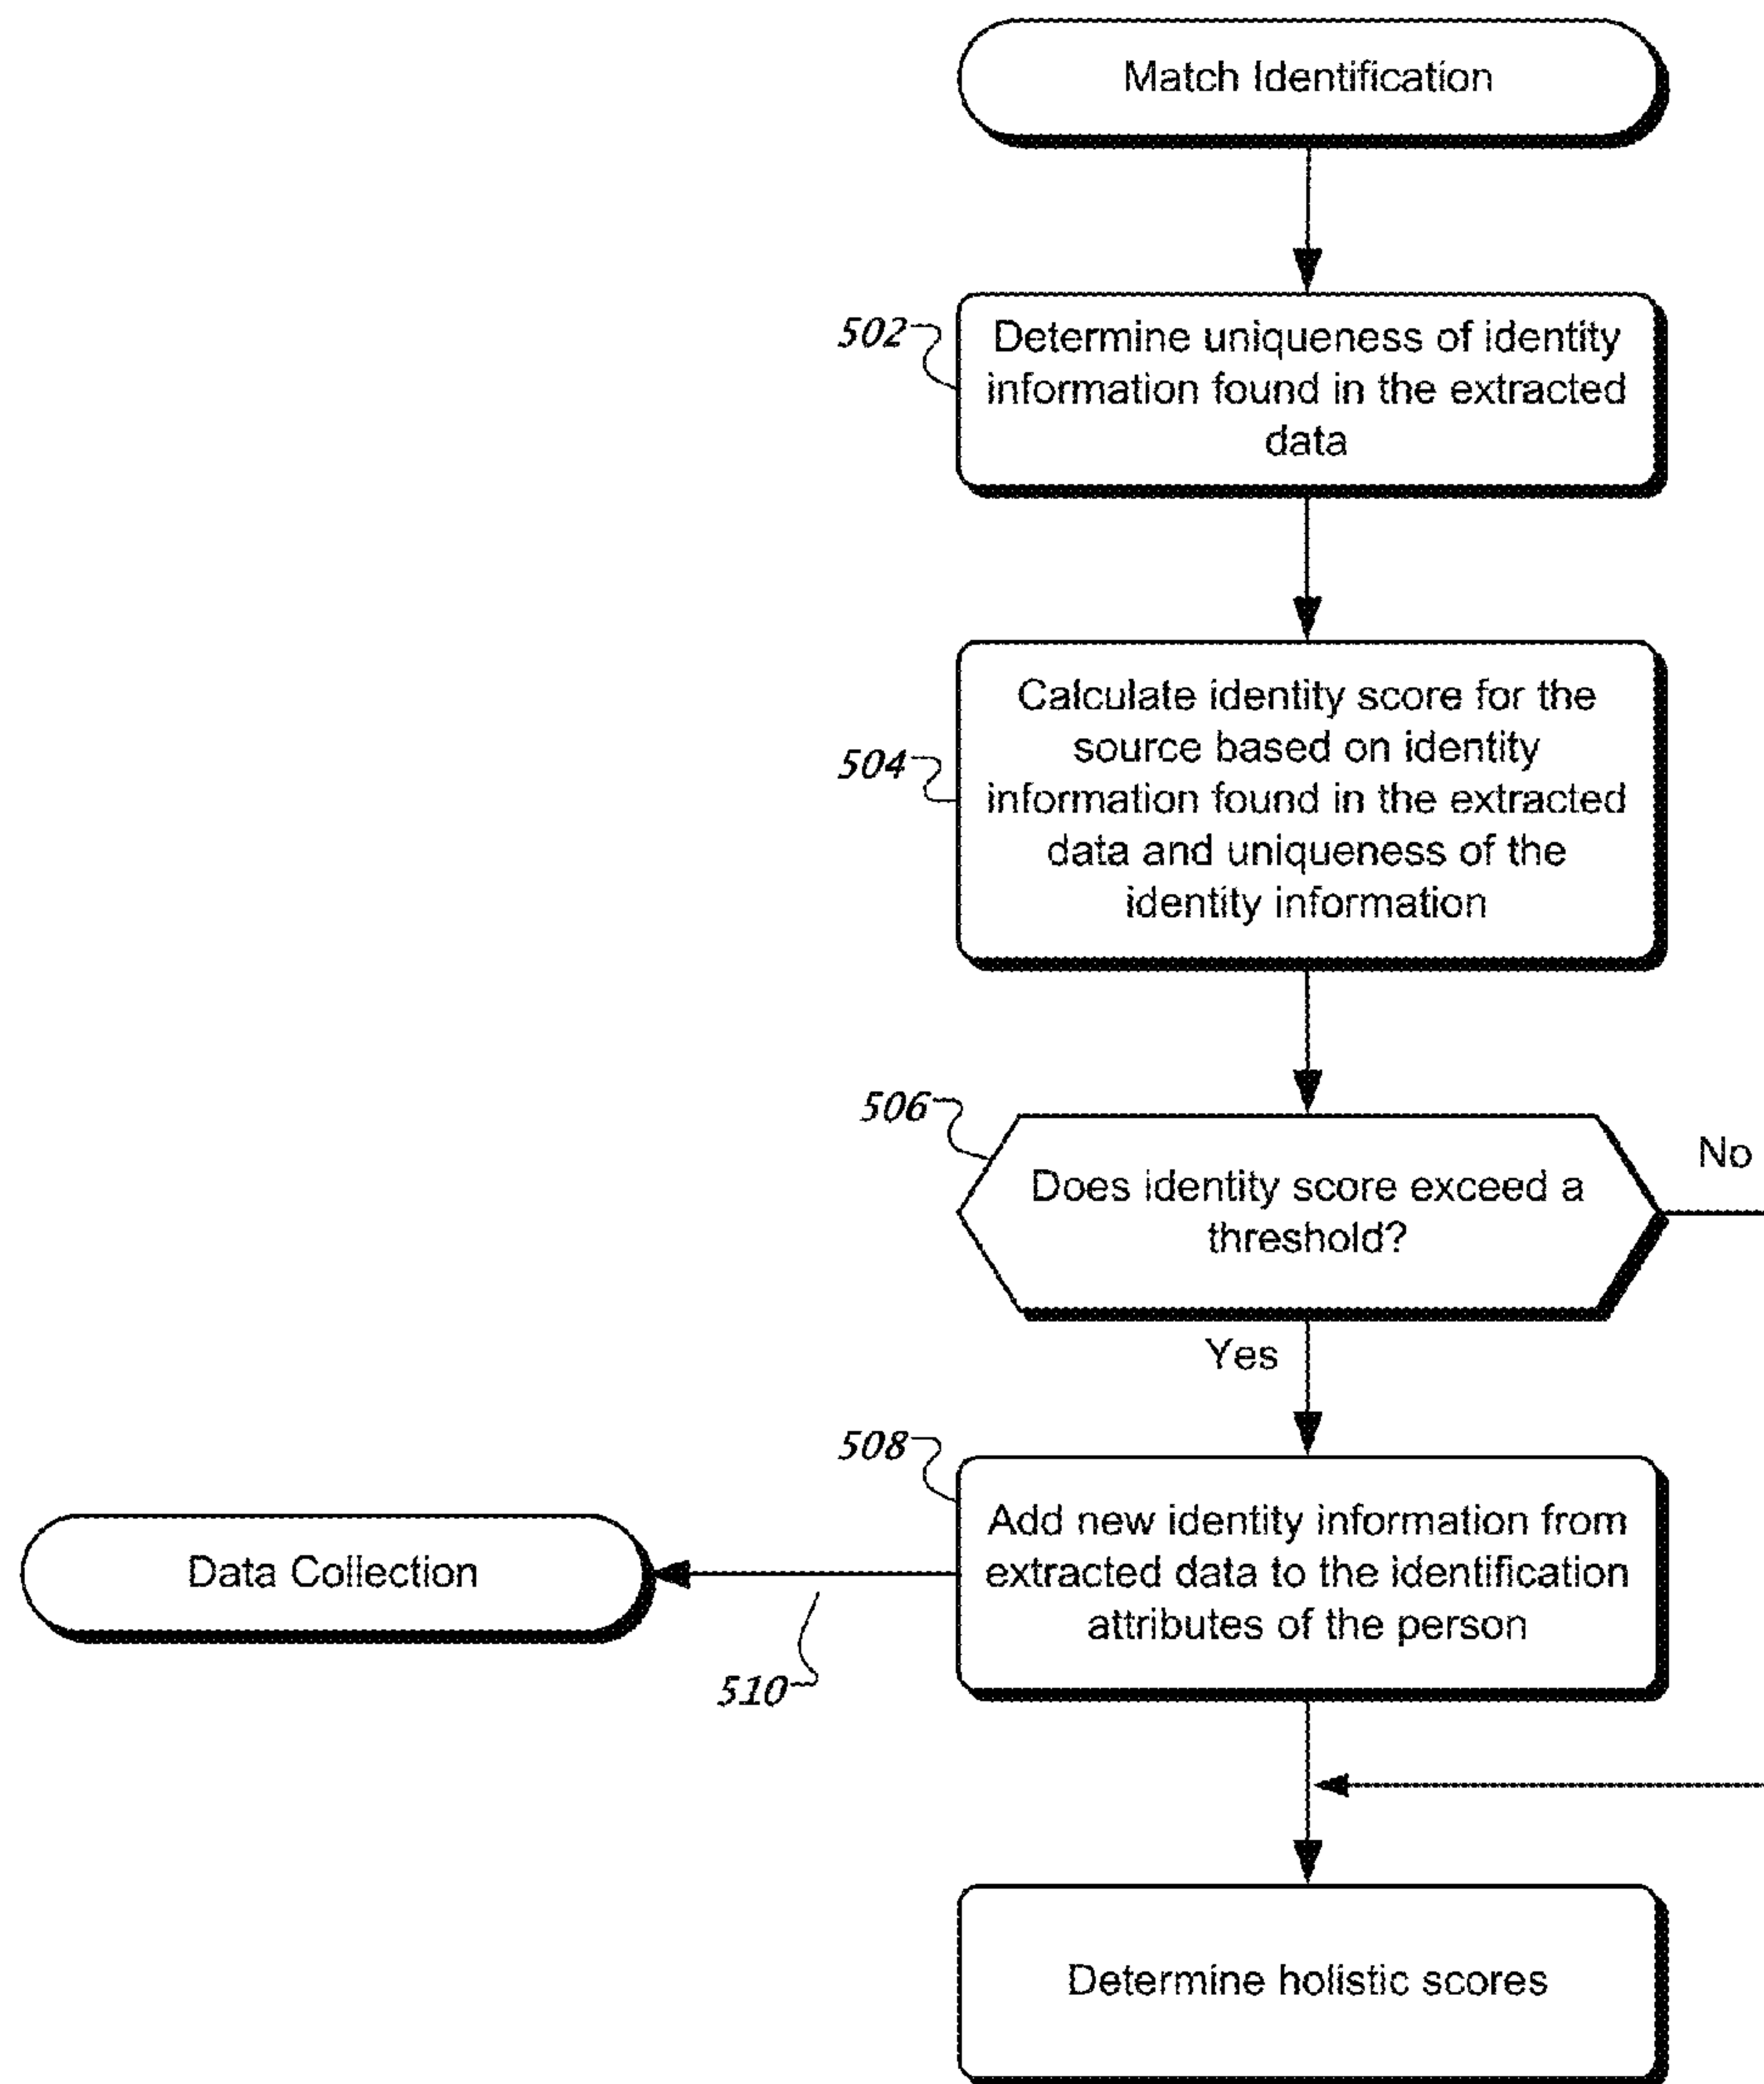 Match Identification
502
Determine uniqueness of identity
information found in the extracted
data
504
Calculate identity score for the
source based on identity
information found in the extracted
data and uniqueness of the
identity information
506
Does identity score exceed a
threshold?
No
Yes
508
Add new identity information from
extracted data to the identification
attributes of the person
Data Collection
510
Determine holistic scores